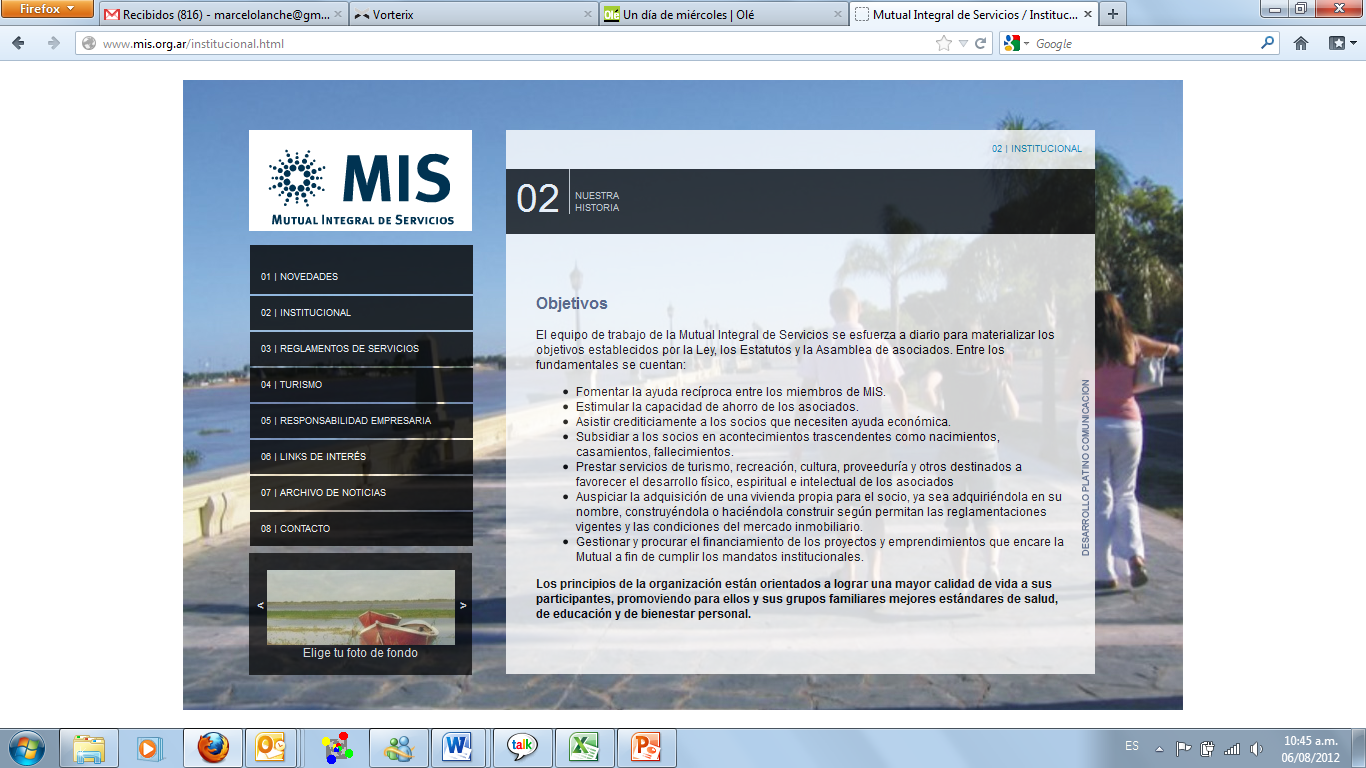 Firefox
Recibidos (816) - marcelolanche@gm...
Vorterix
Olé Un día de miércoles | Olé
Mutual Integral de Servicios / Instituc...
www.mis.org.ar/institucional.html
Google
MIS
MUTUAL INTEGRAL DE SERVICIOS
01 | NOVEDADES
02 | INSTITUCIONAL
03 | REGLAMENTOS DE SERVICIOS
04 | TURISMO
05 | RESPONSABILIDAD EMPRESARIA
06 | LINKS DE INTERÉS
07 | ARCHIVO DE NOTICIAS
08 | CONTACTO
< >
Elige tu foto de fondo
02 | INSTITUCIONAL
02
NUESTRA
HISTORIA
Objetivos
El equipo de trabajo de la Mutual Integral de Servicios se esfuerza a diario para materializar los
objetivos establecidos por la Ley, los Estatutos y la Asamblea de asociados. Entre los
fundamentales se cuentan:
• Fomentar la ayuda recíproca entre los miembros de MIS.
• Estimular la capacidad de ahorro de los asociados.
• Asistir crediticiamente a los socios que necesiten ayuda económica.
• Subsidiar a los socios en acontecimientos trascendentes como nacimientos,
casamientos, fallecimientos.
• Prestar servicios de turismo, recreación, cultura, proveeduría y otros destinados a
favorecer el desarrollo físico, espiritual e intelectual de los asociados
• Auspiciar la adquisición de una vivienda propia para el socio, ya sea adquiriéndola en su
nombre, construyéndola o haciéndola construir según permitan las reglamentaciones
vigentes y las condiciones del mercado inmobiliario.
• Gestionar y procurar el financiamiento de los proyectos y emprendimientos que encare la
Mutual a fin de cumplir los mandatos institucionales.
Los principios de la organización están orientados a lograr una mayor calidad de vida a sus
participantes, promoviendo para ellos y sus grupos familiares mejores estándares de salud,
de educación y de bienestar personal.
DESARROLLO PLATINO COMUNICACION
talk
ES
10:45 a.m.
06/08/2012